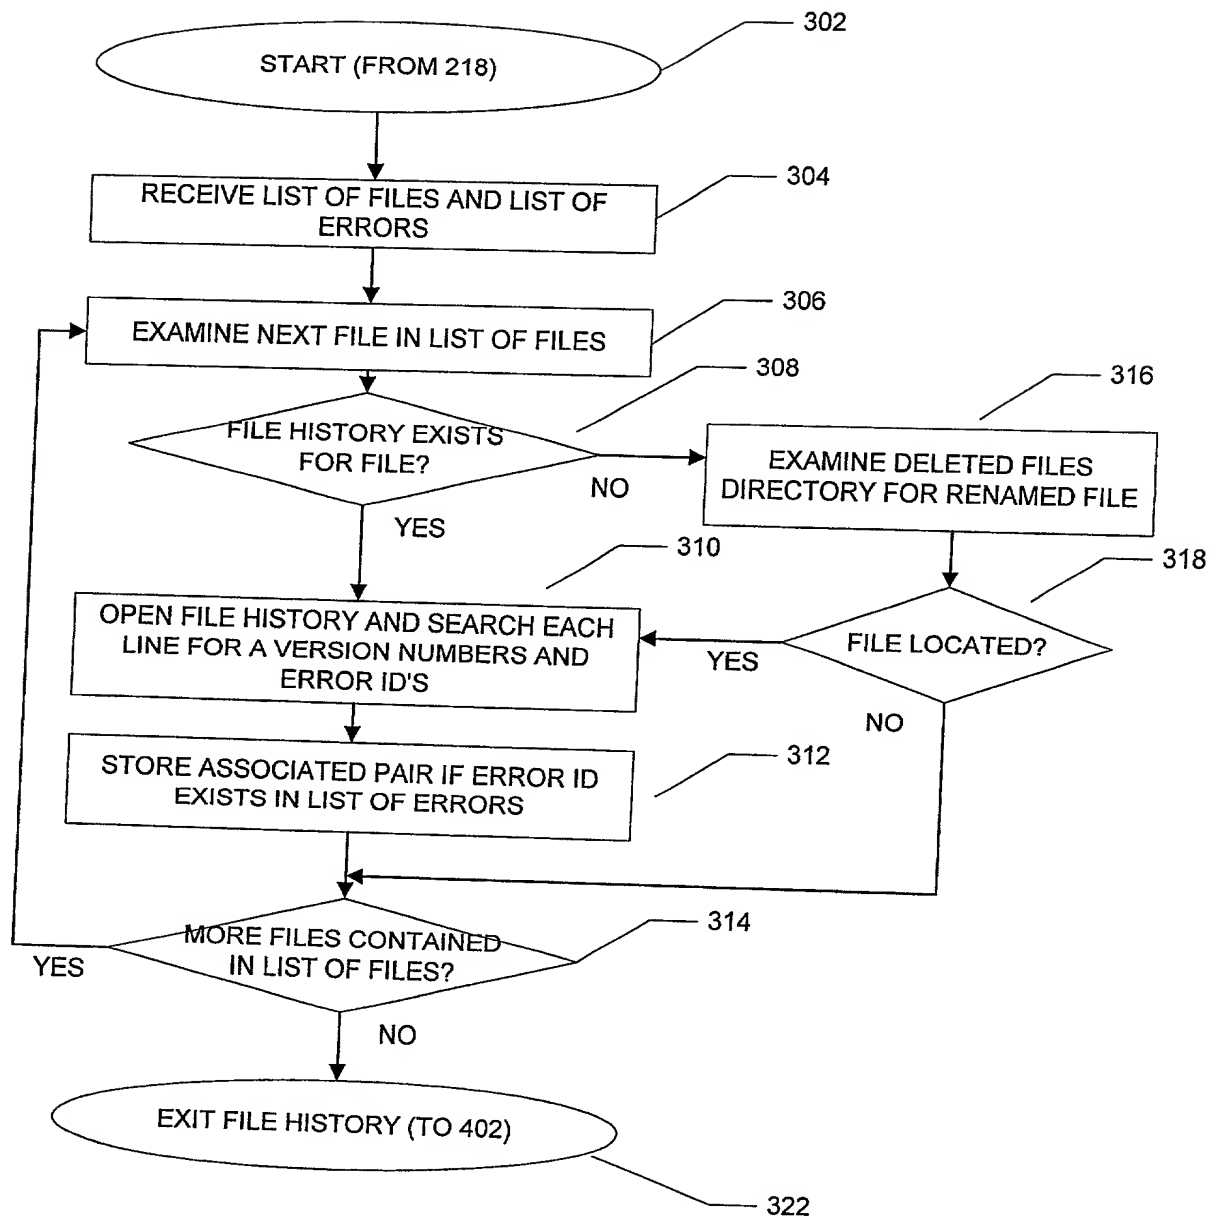 302
START (FROM 218)
304
RECEIVE LIST OF FILES AND LIST OF
ERRORS
306
EXAMINE NEXT FILE IN LIST OF FILES
308
316
FILE HISTORY EXISTS
FOR FILE?
EXAMINE DELETED FILES
DIRECTORY FOR RENAMED FILE
NO
YES
310
318
OPEN FILE HISTORY AND SEARCH EACH
LINE FOR A VERSION NUMBERS AND
ERROR ID'S
FILE LOCATED?
YES
NO
312
STORE ASSOCIATED PAIR IF ERROR ID
EXISTS IN LIST OF ERRORS
314
MORE FILES CONTAINED
IN LIST OF FILES?
YES
NO
EXIT FILE HISTORY (TO 402)
322